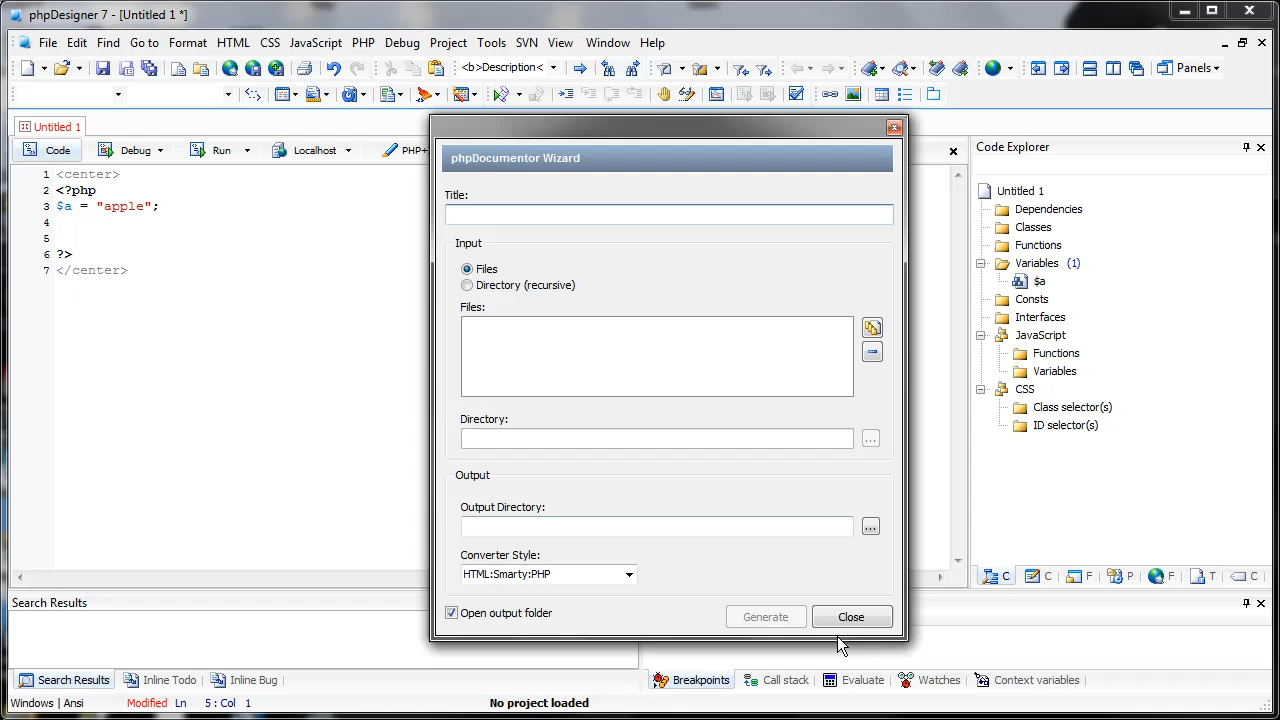 phpDesigner 7 - [Untitled 1 *]
File Edit Find Go to Format HTML CSS JavaScript PHP Debug Project Tools SVN View Window Help
<b>Description<
Panels
Untitled 1
Code Debug Run Localhost PHP+
1 <center>
2 <?php
3 $a = "apple";
4
5
6 ?>
7 </center>
phpDocumentor Wizard
Title:
Input
Files
Directory (recursive)
Files:
Directory:
...
Output
Output Directory:
...
Converter Style:
HTML:Smarty:PHP
Open output folder
Generate Close
Code Explorer
Untitled 1
Dependencies
Classes
Functions
Variables (1)
$a
Consts
Interfaces
JavaScript
Functions
Variables
CSS
Class selector(s)
ID selector(s)
C C F P F T C
Search Results
Search Results Inline Todo Inline Bug
Breakpoints Call stack Evaluate Watches Context variables
Windows | Ansi Modified Ln 5 : Col 1 No project loaded